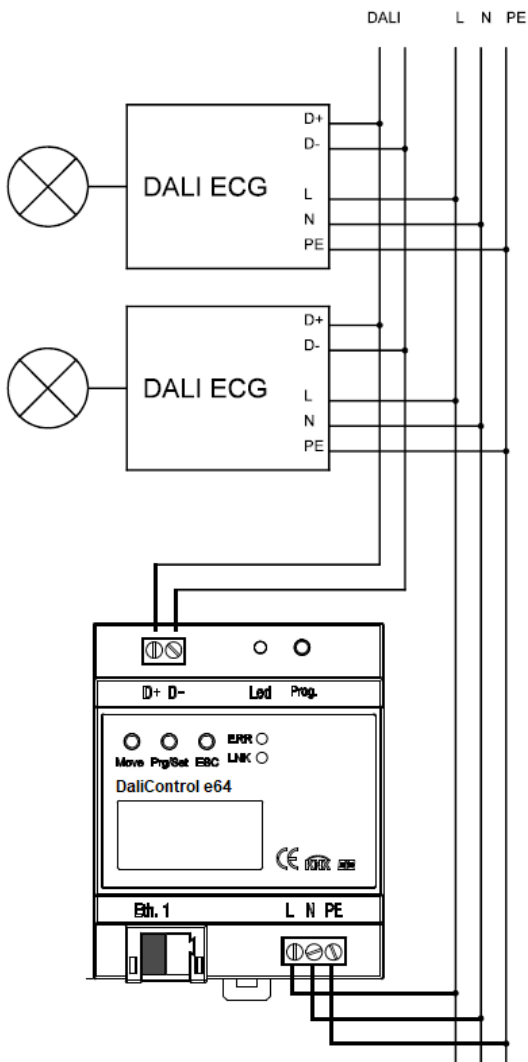 DALI L N PE
D+
D-
DALI ECG
L
N
PE
D+
D-
DALI ECG
L
N
PE
D+ D- Led Prog.
ERR
Move Prg/Set ESC LNK
DaliControl e64
CE KNX
Eth. 1 L N PE